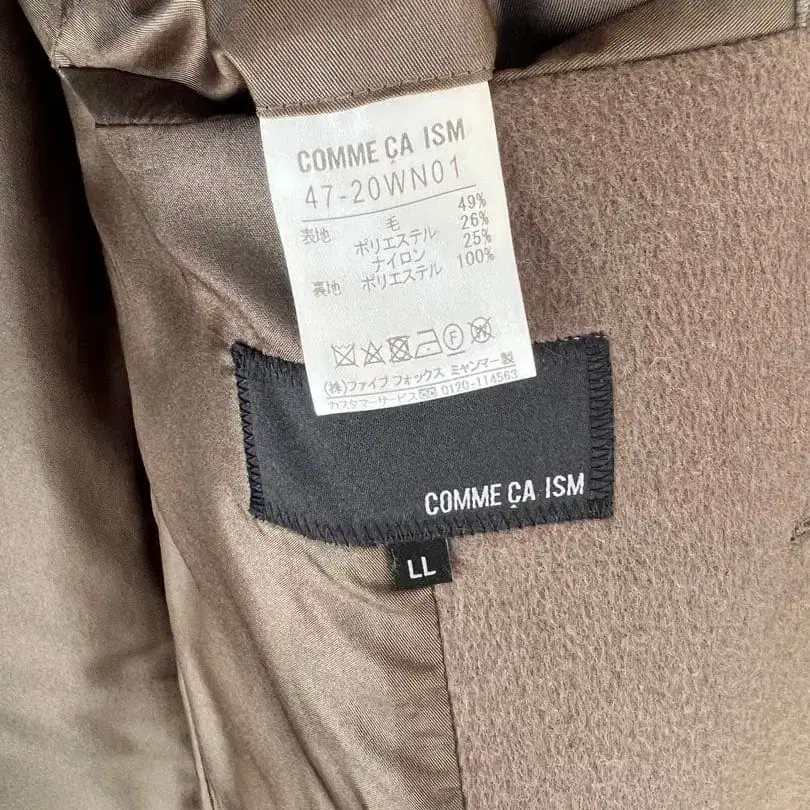 COMME ÇA ISM
47-20WN01
表地 毛 49%
ポリエステル 26%
ナイロン 25%
裏地 ポリエステル 100%
F W
(株)ファイブフォックス ミャンマー製
カスタマーサービス 0120-114563
COMME ÇA ISM
LL